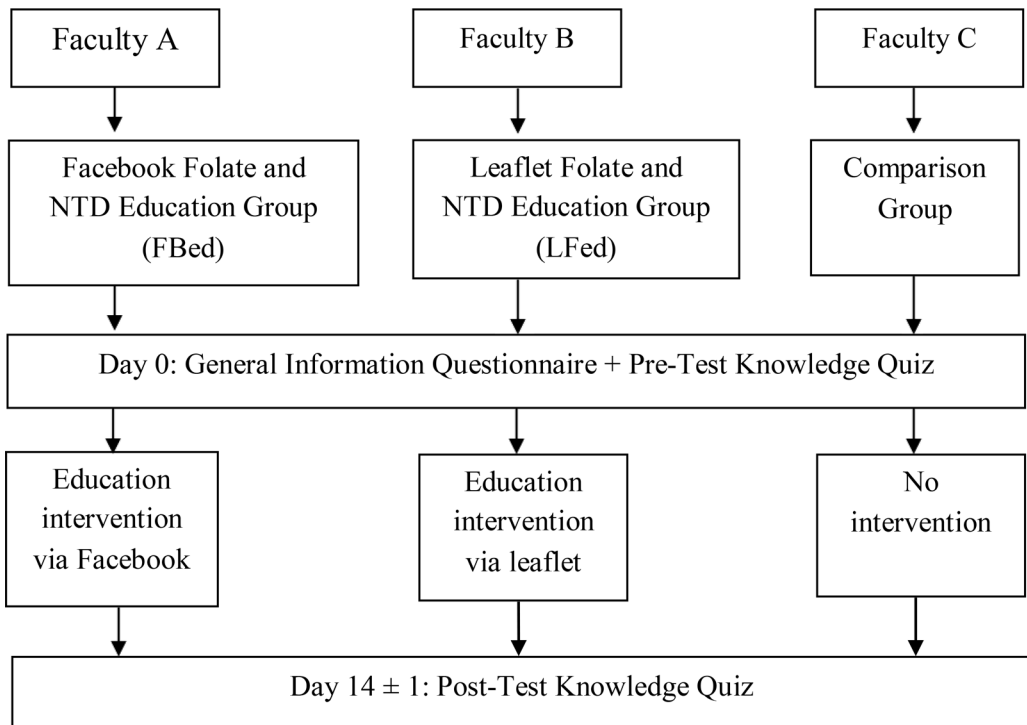 Faculty A
Faculty B
Faculty C
Facebook Folate and
NTD Education Group
(FBed)
Leaflet Folate and
NTD Education Group
(LFed)
Comparison
Group
Day 0: General Information Questionnaire + Pre-Test Knowledge Quiz
Education
intervention
via Facebook
Education
intervention
via leaflet
No
intervention
Day 14 ± 1: Post-Test Knowledge Quiz